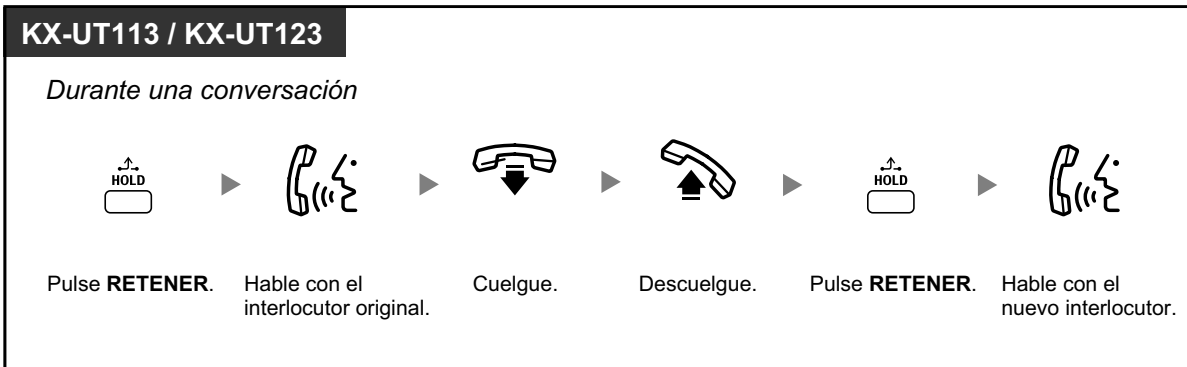 KX-UT113 / KX-UT123
Durante una conversación
HOLD
HOLD
Pulse RETENER.
Hable con el
interlocutor original.
Cuelgue.
Descuelgue.
Pulse RETENER.
Hable con el
nuevo interlocutor.